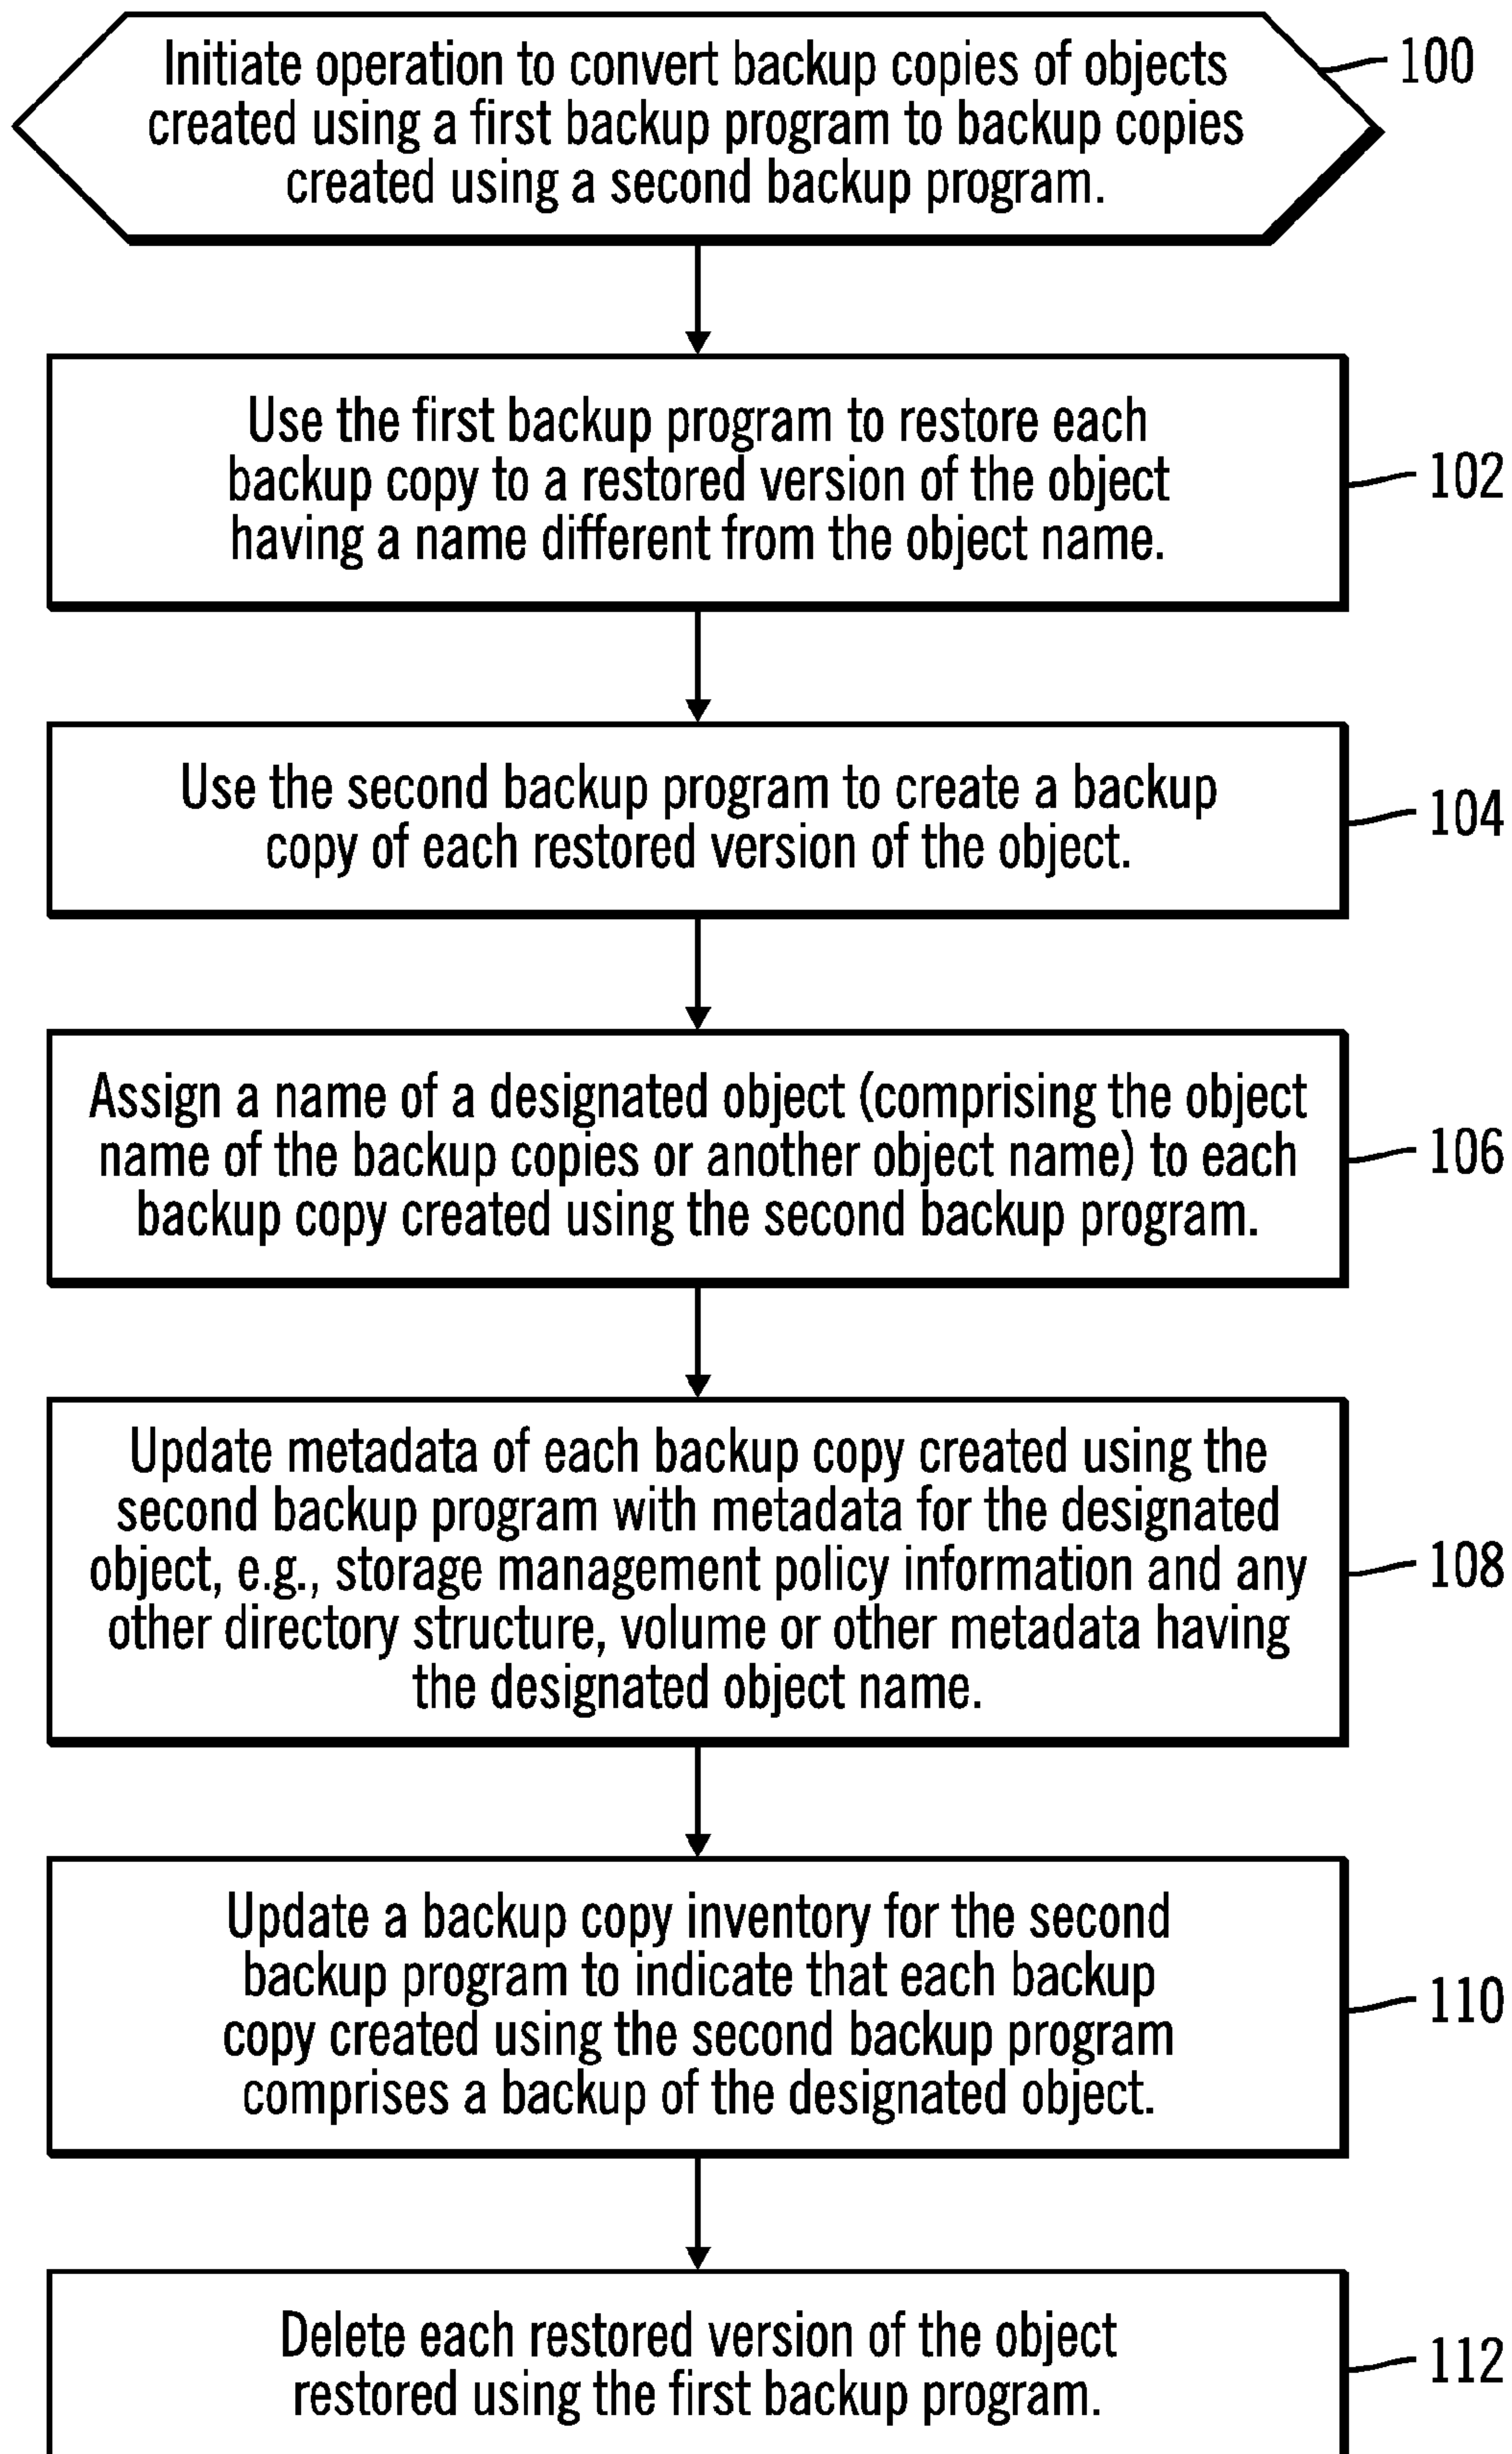 Initiate operation to convert backup copies of objects
created using a first backup program to backup copies
created using a second backup program.
100
Use the first backup program to restore each
backup copy to a restored version of the object
having a name different from the object name.
102
Use the second backup program to create a backup
copy of each restored version of the object.
104
Assign a name of a designated object (comprising the object
name of the backup copies or another object name) to each
backup copy created using the second backup program.
106
Update metadata of each backup copy created using the
second backup program with metadata for the designated
object, e.g., storage management policy information and any
other directory structure, volume or other metadata having
the designated object name.
108
Update a backup copy inventory for the second
backup program to indicate that each backup
copy created using the second backup program
comprises a backup of the designated object.
110
Delete each restored version of the object
restored using the first backup program.
112